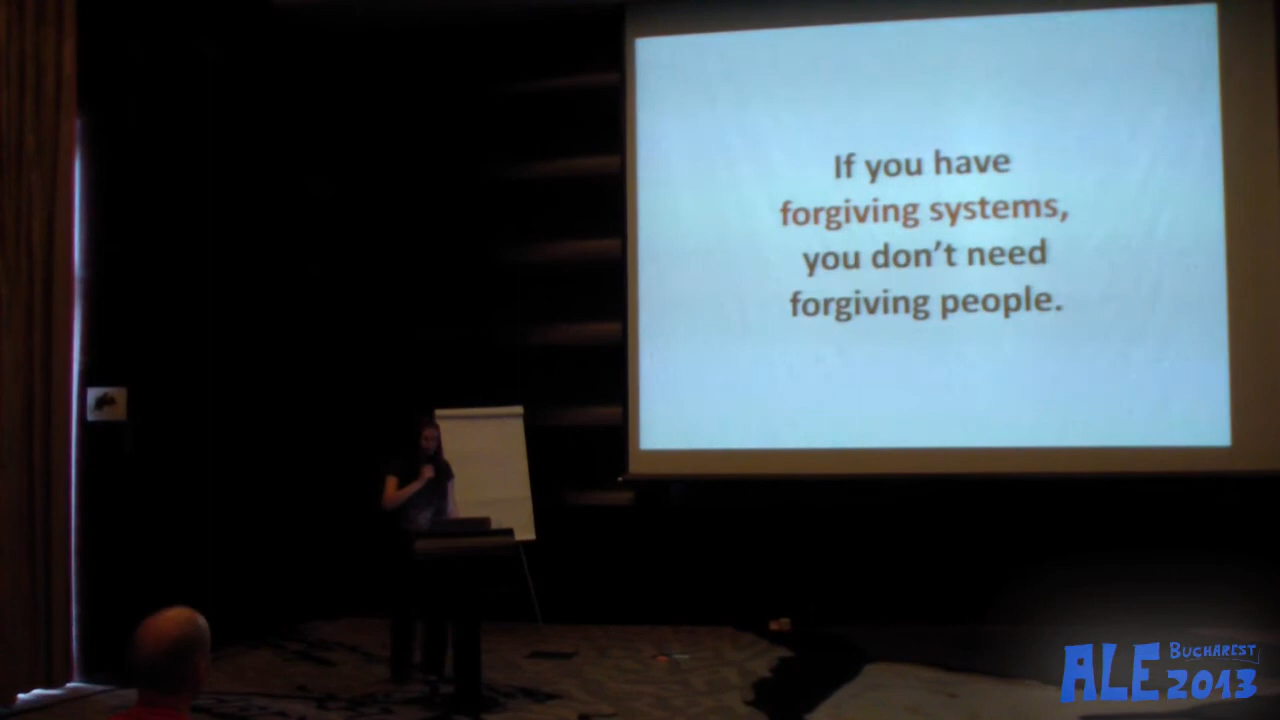 If you have
forgiving systems,
you don't need
forgiving people.
ALE BUCHAREST
2013